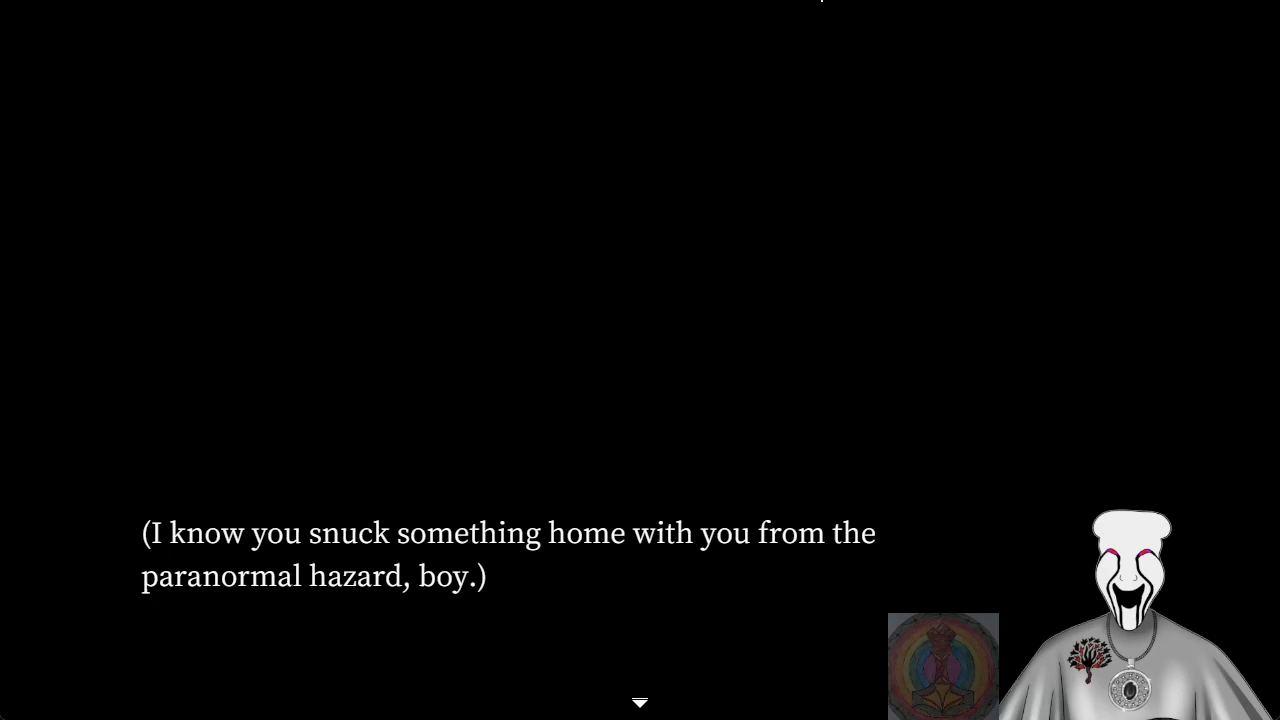 (I know you snuck something home with you from the
paranormal hazard, boy.)